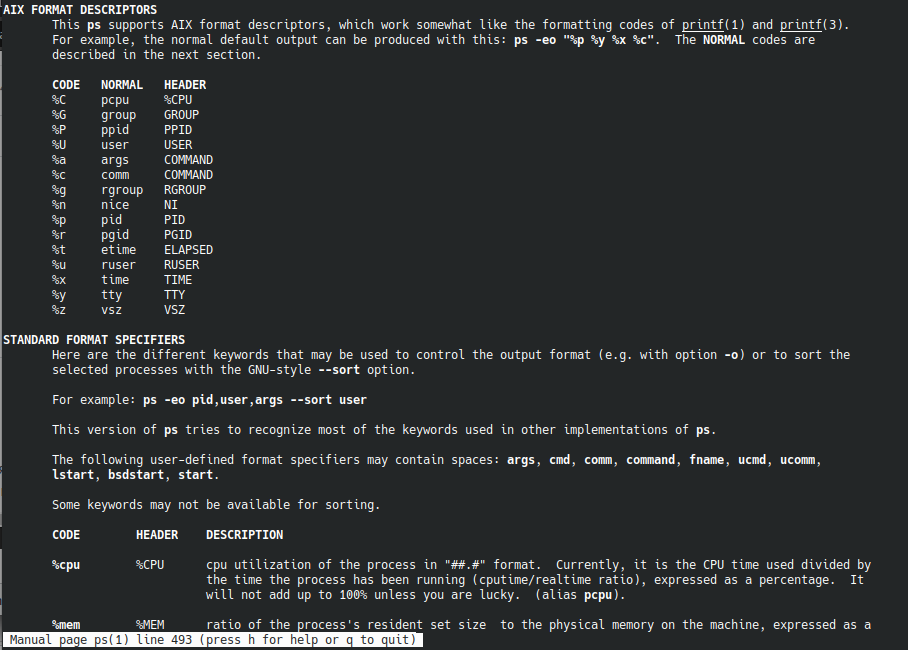 AIX FORMAT DESCRIPTORS
This ps supports AIX format descriptors, which work somewhat like the formatting codes of printf(1) and printf(3).
For example, the normal default output can be produced with this: ps -eo "%p %y %x %c".  The NORMAL codes are
described in the next section.

CODE   NORMAL   HEADER
%C     pcpu     %CPU
%G     group    GROUP
%P     ppid     PPID
%U     user     USER
%a     args     COMMAND
%c     comm     COMMAND
%g     rgroup   RGROUP
%n     nice     NI
%p     pid      PID
%r     pgid     PGID
%t     etime    ELAPSED
%u     ruser    RUSER
%x     time     TIME
%y     tty      TTY
%z     vsz      VSZ

STANDARD FORMAT SPECIFIERS
Here are the different keywords that may be used to control the output format (e.g. with option -o) or to sort the
selected processes with the GNU-style --sort option.

For example: ps -eo pid,user,args --sort user

This version of ps tries to recognize most of the keywords used in other implementations of ps.

The following user-defined format specifiers may contain spaces: args, cmd, comm, command, fname, ucmd, ucomm,
lstart, bsdstart, start.

Some keywords may not be available for sorting.

CODE        HEADER    DESCRIPTION

%cpu        %CPU      cpu utilization of the process in "##.#" format.  Currently, it is the CPU time used divided by
the time the process has been running (cputime/realtime ratio), expressed as a percentage.  It
will not add up to 100% unless you are lucky.  (alias pcpu).

%mem        %MEM      ratio of the process's resident set size  to the physical memory on the machine, expressed as a
Manual page ps(1) line 493 (press h for help or q to quit)